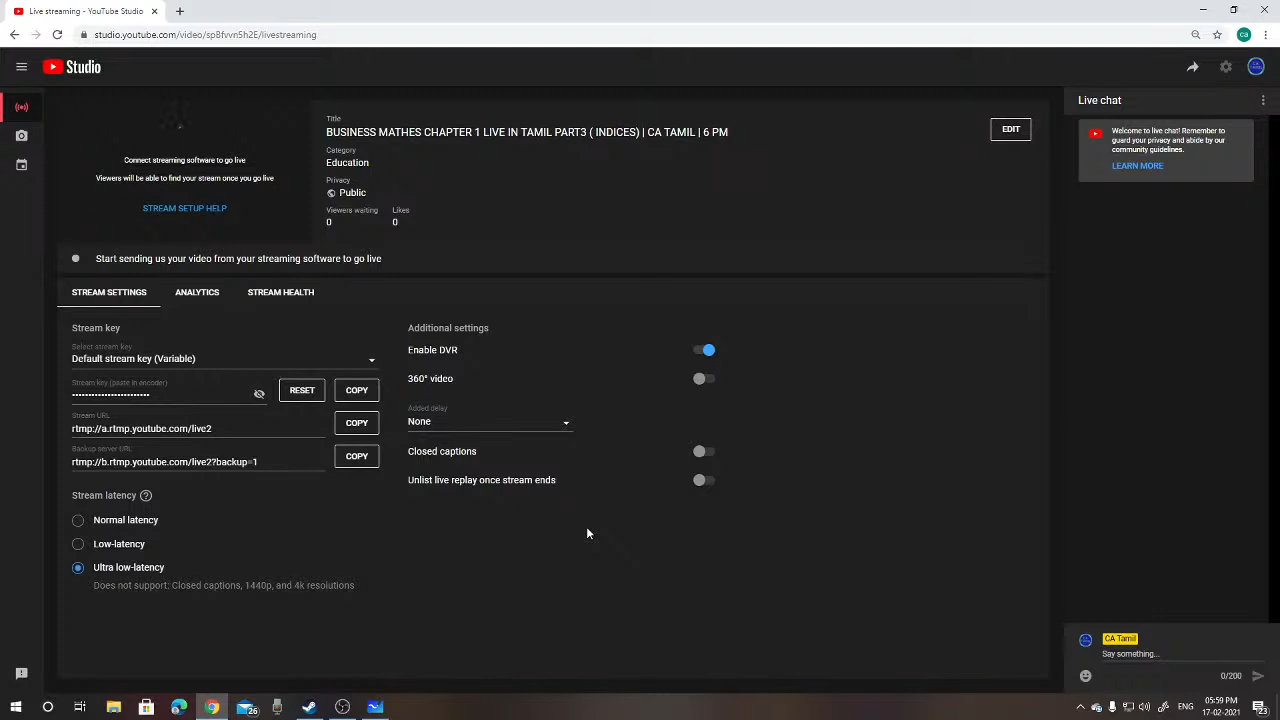 Live streaming - YouTube Studio
studio.youtube.com/video/spBfvvn5h2E/livestreaming
ca
Studio
Connect streaming software to go live
Viewers will be able to find your stream once you go live
STREAM SETUP HELP
Title
BUSINESS MATHES CHAPTER 1 LIVE IN TAMIL PART3 ( INDICES) | CA TAMIL | 6 PM
EDIT
Category
Education
Privacy
Public
Viewers waiting Likes
0 0
Start sending us your video from your streaming software to go live
STREAM SETTINGS ANALYTICS STREAM HEALTH
Stream key
Select stream key
Default stream key (Variable)
Stream key (paste in encoder)
RESET COPY
Stream URL
rtmp://a.rtmp.youtube.com/live2
COPY
Backup server URL
rtmp://b.rtmp.youtube.com/live2?backup=1
COPY
Stream latency
Normal latency
Low-latency
Ultra low-latency
Does not support: Closed captions, 1440p, and 4k resolutions
Additional settings
Enable DVR
360° video
Added delay
None
Closed captions
Unlist live replay once stream ends
Live chat
Welcome to live chat! Remember to
guard your privacy and abide by our
community guidelines.
LEARN MORE
CA Tamil
Say something...
0/200
26
ENG
05:59 PM
17-02-2021
23